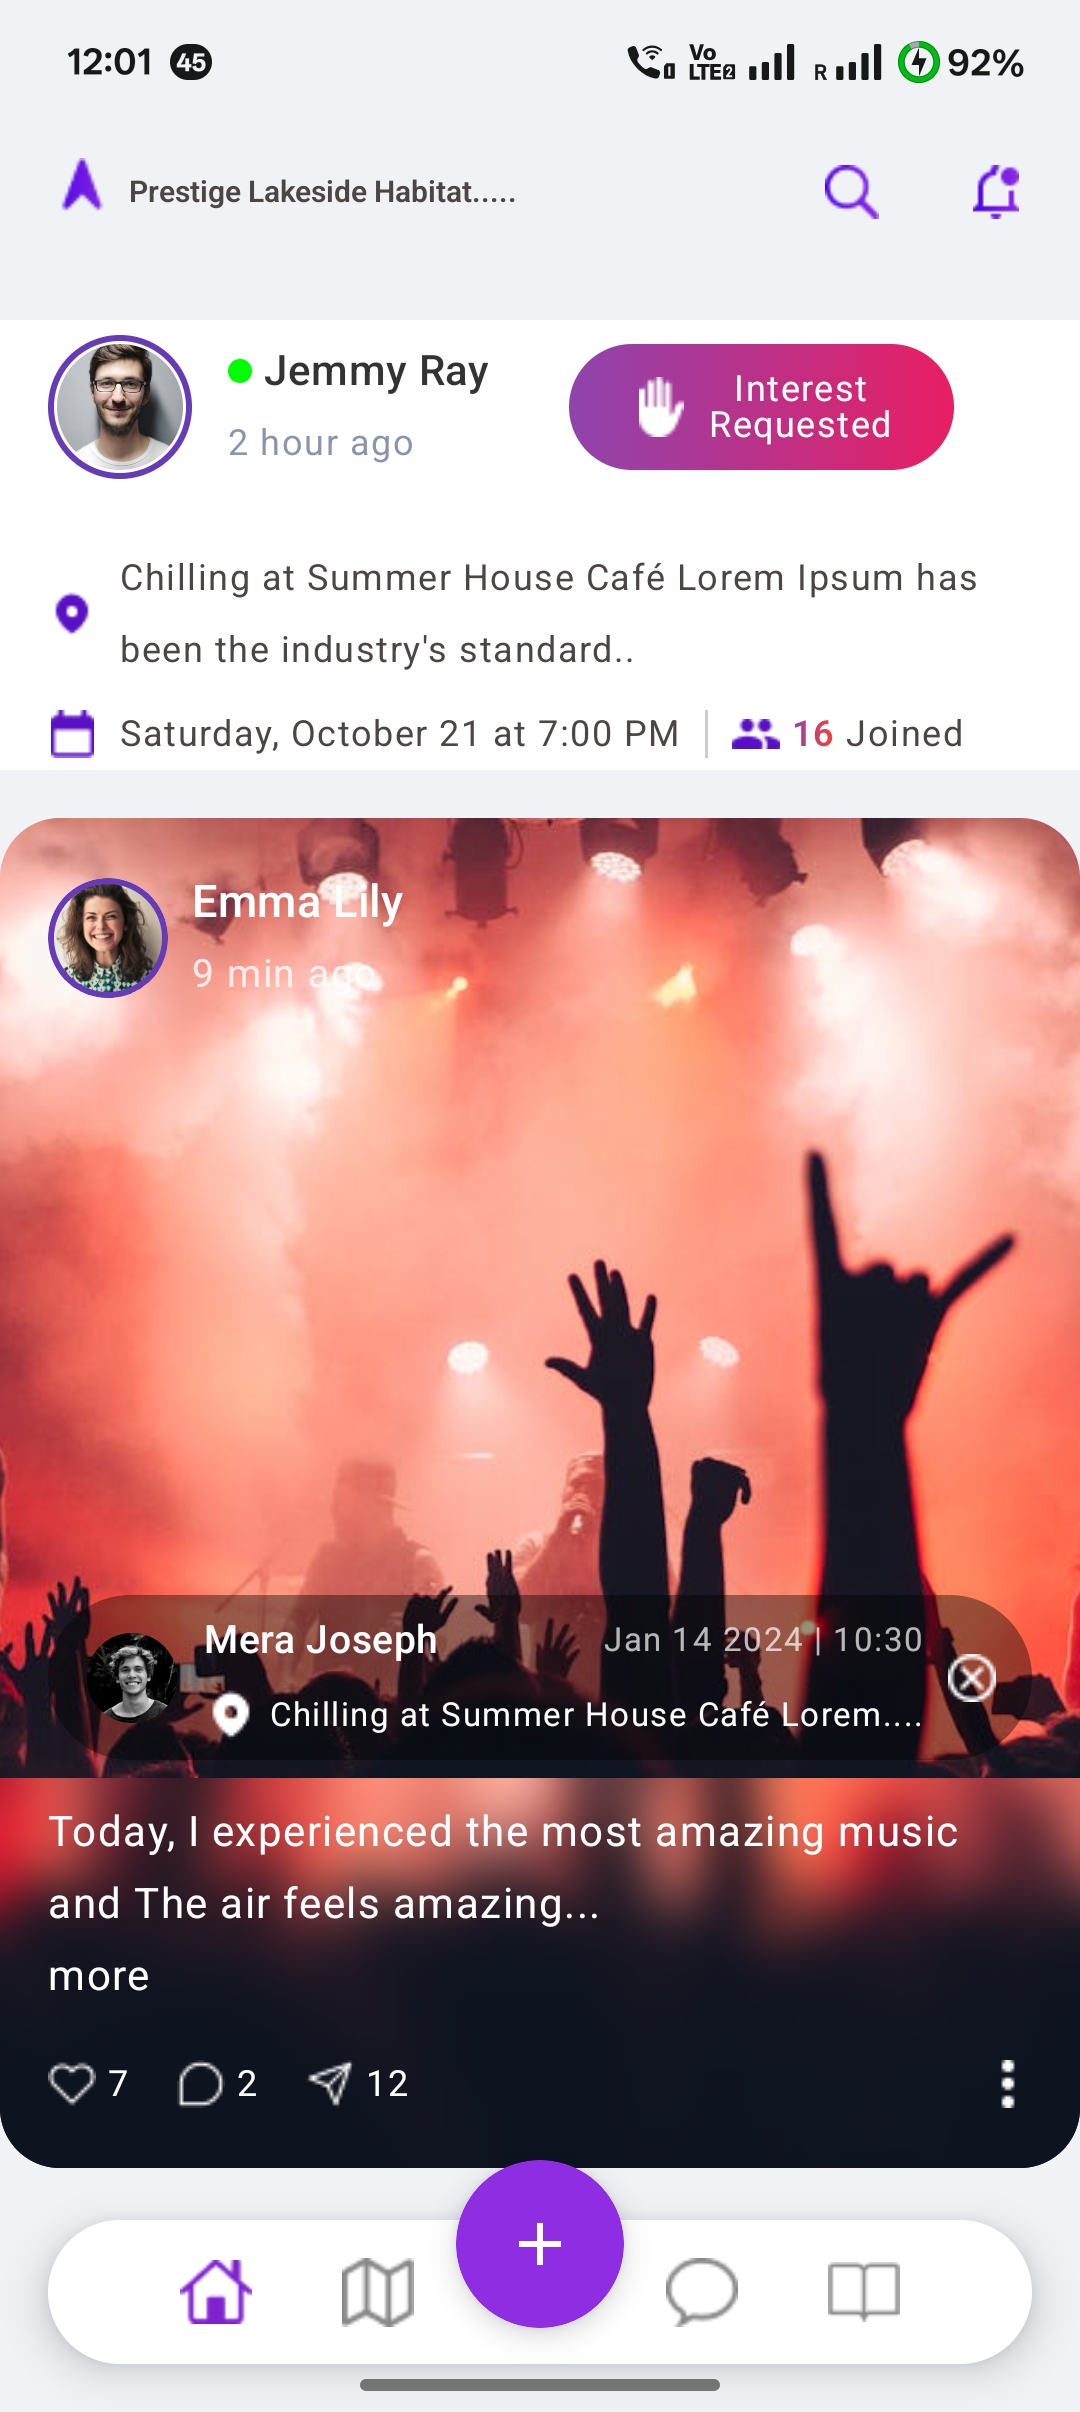 12:01 45 Vo LTE2 R 92%
Prestige Lakeside Habitat.....
Jemmy Ray
2 hour ago
Interest
Requested
Chilling at Summer House Café Lorem Ipsum has
been the industry's standard..
Saturday, October 21 at 7:00 PM 16 Joined
Emma Lily
9 min ago
Mera Joseph Jan 14 2024 | 10:30
Chilling at Summer House Café Lorem....
Today, I experienced the most amazing music
and The air feels amazing...
more
7 2 12